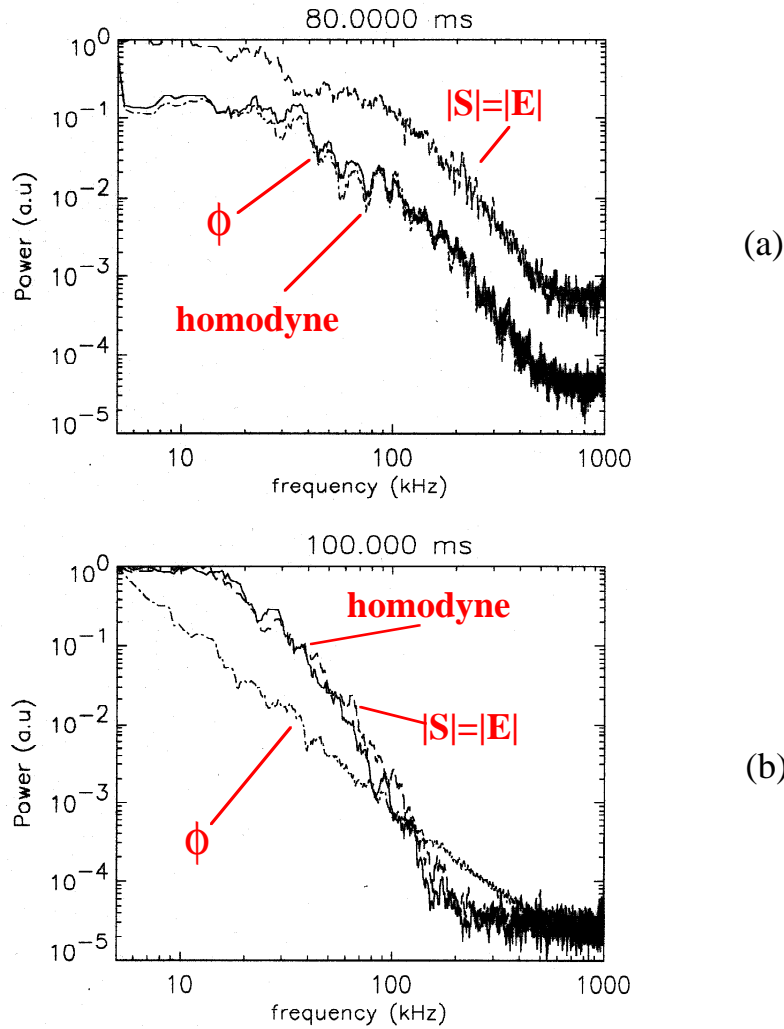 80.0000 ms
Power (a.u)
10^0
10^-1
10^-2
10^-3
10^-4
10^-5
|S|=|E|
ϕ
homodyne
10
100
1000
frequency (kHz)
(a)
100.000 ms
Power (a.u)
10^0
10^-1
10^-2
10^-3
10^-4
10^-5
homodyne
|S|=|E|
ϕ
10
100
1000
frequency (kHz)
(b)